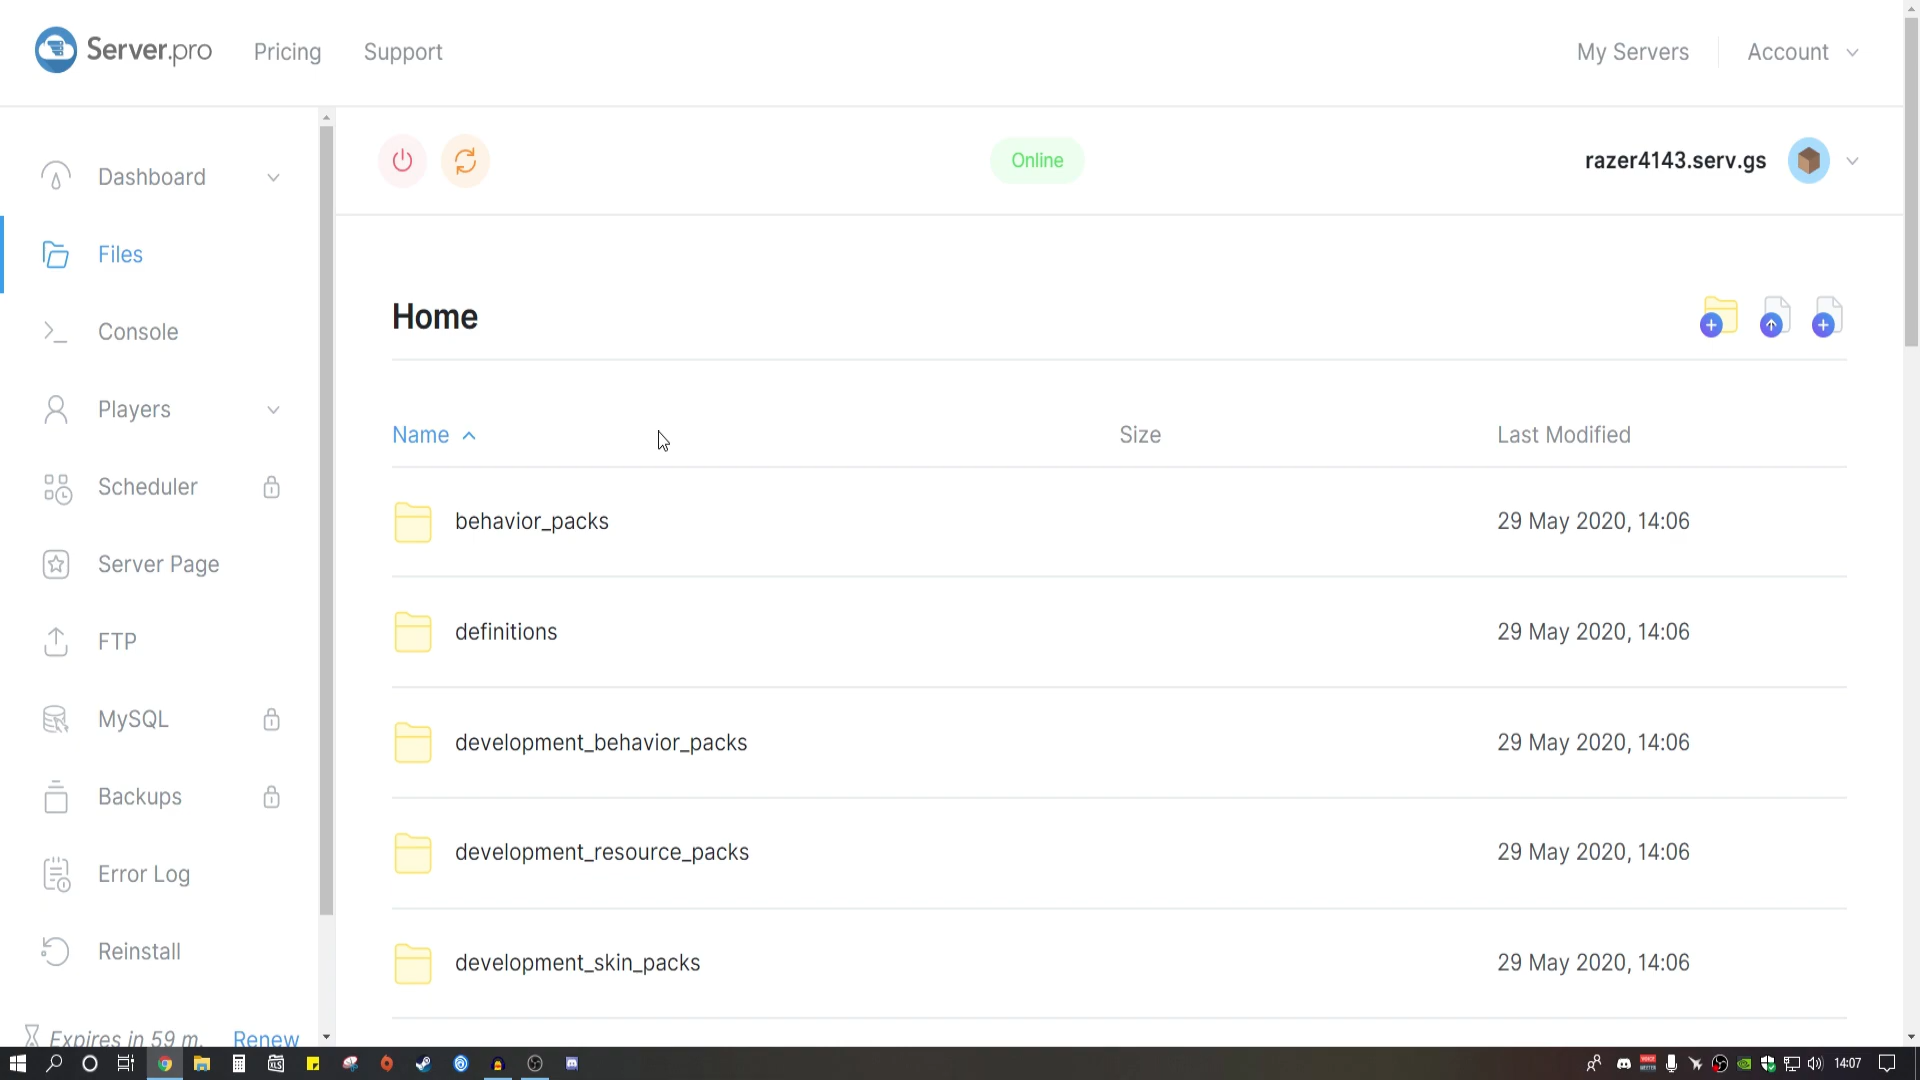 Server.pro
Pricing
Support
My Servers
Account
Dashboard
Files
Console
Players
Scheduler
Server Page
FTP
MySQL
Backups
Error Log
Reinstall
Expires in 59 m.
Renew
Online
razer4143.serv.gs
Home
Name
Size
Last Modified
behavior_packs
29 May 2020, 14:06
definitions
29 May 2020, 14:06
development_behavior_packs
29 May 2020, 14:06
development_resource_packs
29 May 2020, 14:06
development_skin_packs
29 May 2020, 14:06
14:07